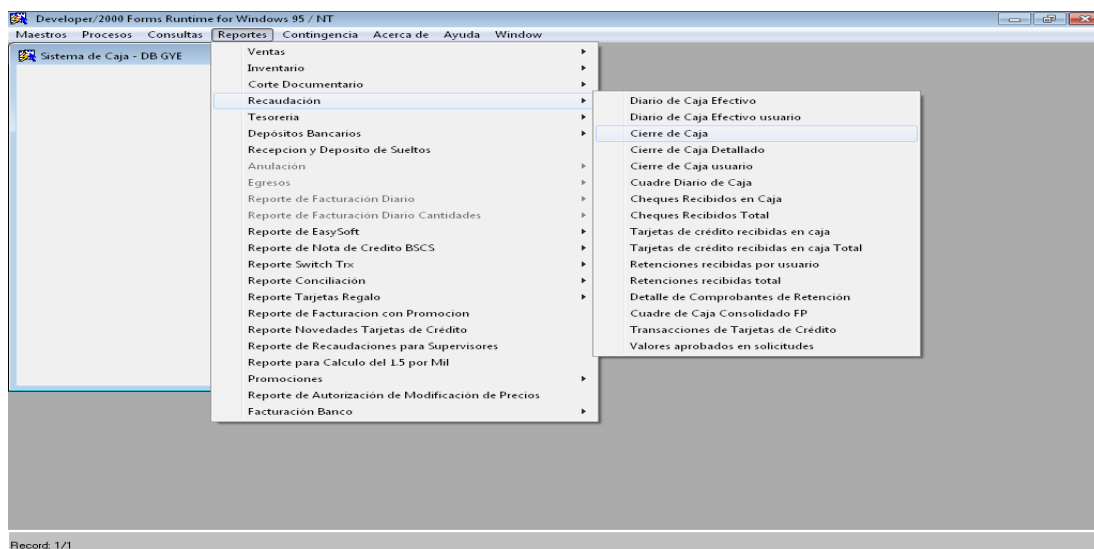 Developer/2000 Forms Runtime for Windows 95 / NT
Maestros Procesos Consultas Reportes Contingencia Acerca de Ayuda Window
Sistema de Caja - DB GYE
Ventas
Inventario
Corte Documentario
Recaudación
Tesoreria
Depósitos Bancarios
Recepcion y Deposito de Sueltos
Anulación
Egresos
Reporte de Facturación Diario
Reporte de Facturación Diario Cantidades
Reporte de EasySoft
Reporte de Nota de Credito BSCS
Reporte Switch Trx
Reporte Conciliación
Reporte Tarjetas Regalo
Reporte de Facturacion con Promocion
Reporte Novedades Tarjetas de Crédito
Reporte de Recaudaciones para Supervisores
Reporte para Calculo del 1.5 por Mil
Promociones
Reporte de Autorización de Modificación de Precios
Facturación Banco
Diario de Caja Efectivo
Diario de Caja Efectivo usuario
Cierre de Caja
Cierre de Caja Detallado
Cierre de Caja usuario
Cuadre Diario de Caja
Cheques Recibidos en Caja
Cheques Recibidos Total
Tarjetas de crédito recibidas en caja
Tarjetas de crédito recibidas en caja Total
Retenciones recibidas por usuario
Retenciones recibidas total
Detalle de Comprobantes de Retención
Cuadre de Caja Consolidado FP
Transacciones de Tarjetas de Crédito
Valores aprobados en solicitudes
Record: 1/1